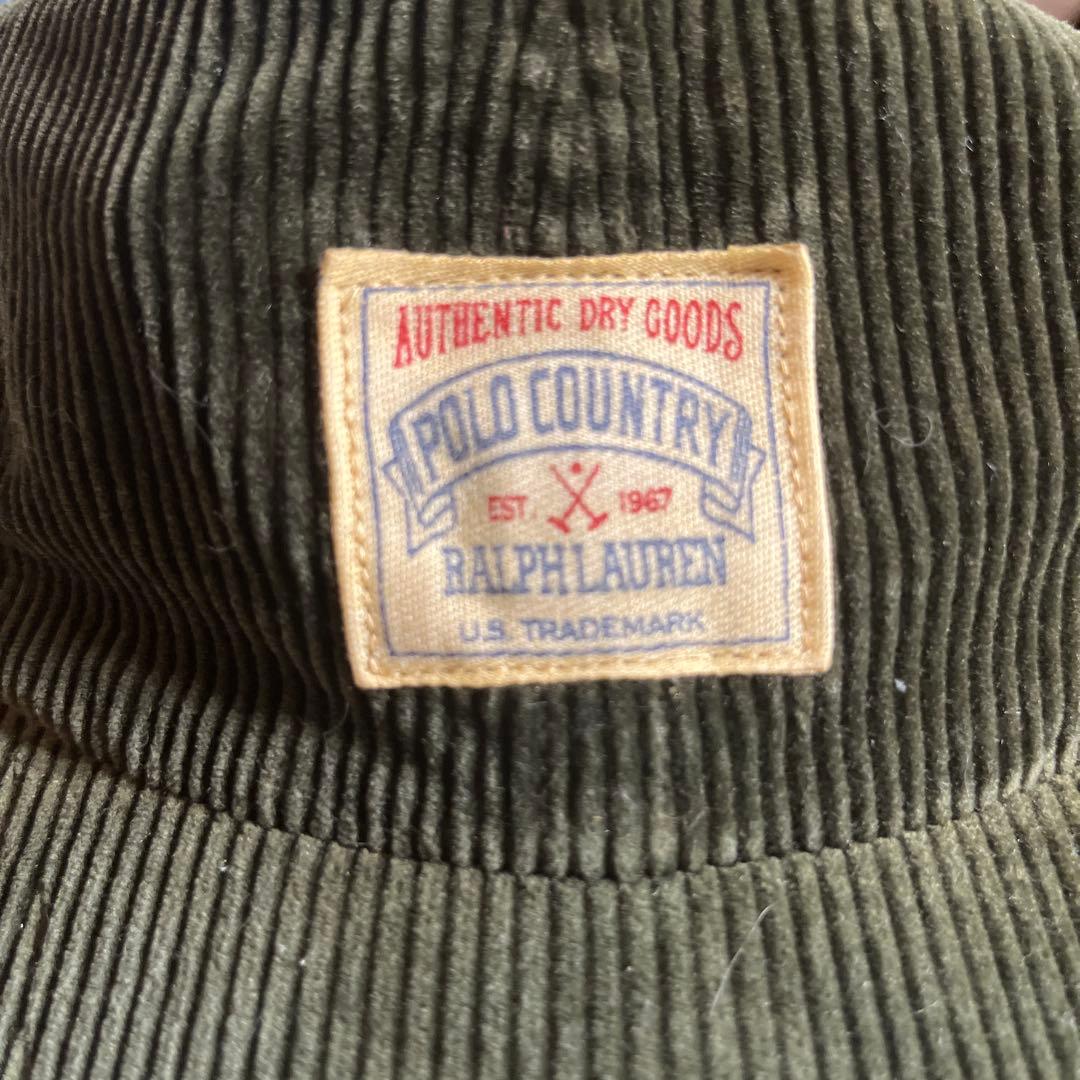 AUTHENTIC DRY GOODS
POLO COUNTRY
EST. 1967
RALPH LAUREN
U.S. TRADEMARK